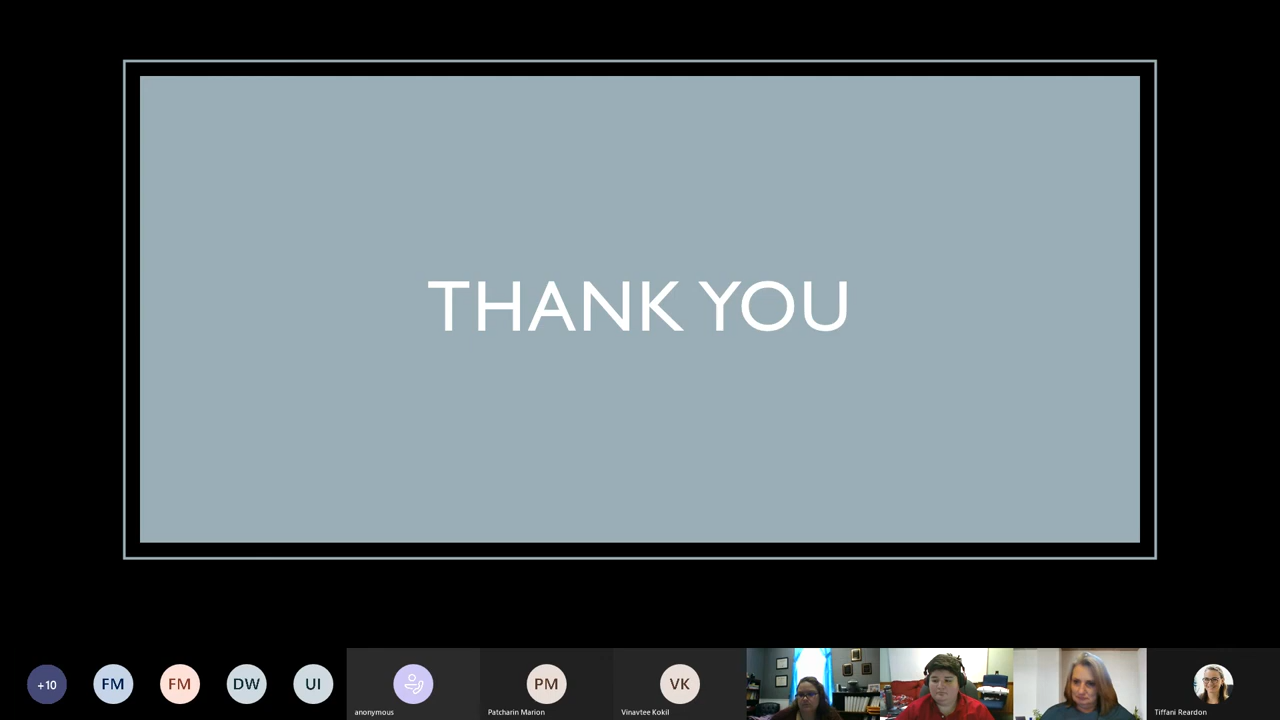 THANK YOU
+10
FM
FM
DW
UI
anonymous
PM
Patcharin Marion
VK
Vinavtee Kokil
Tiffani Reardon